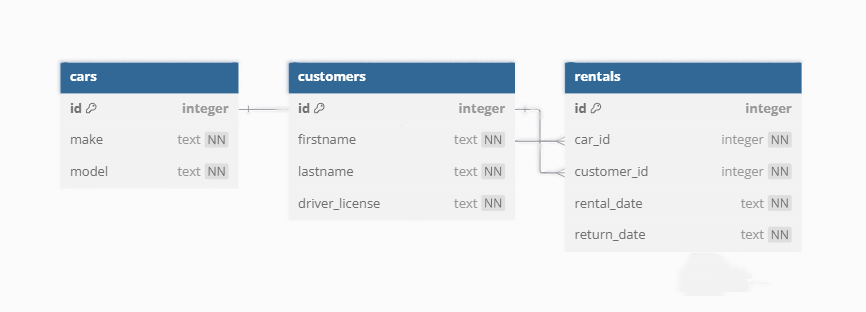 cars
id integer
make text NN
model text NN
customers
id integer
firstname text NN
lastname text NN
driver_license text NN
rentals
id integer
car_id integer NN
customer_id integer NN
rental_date text NN
return_date text NN